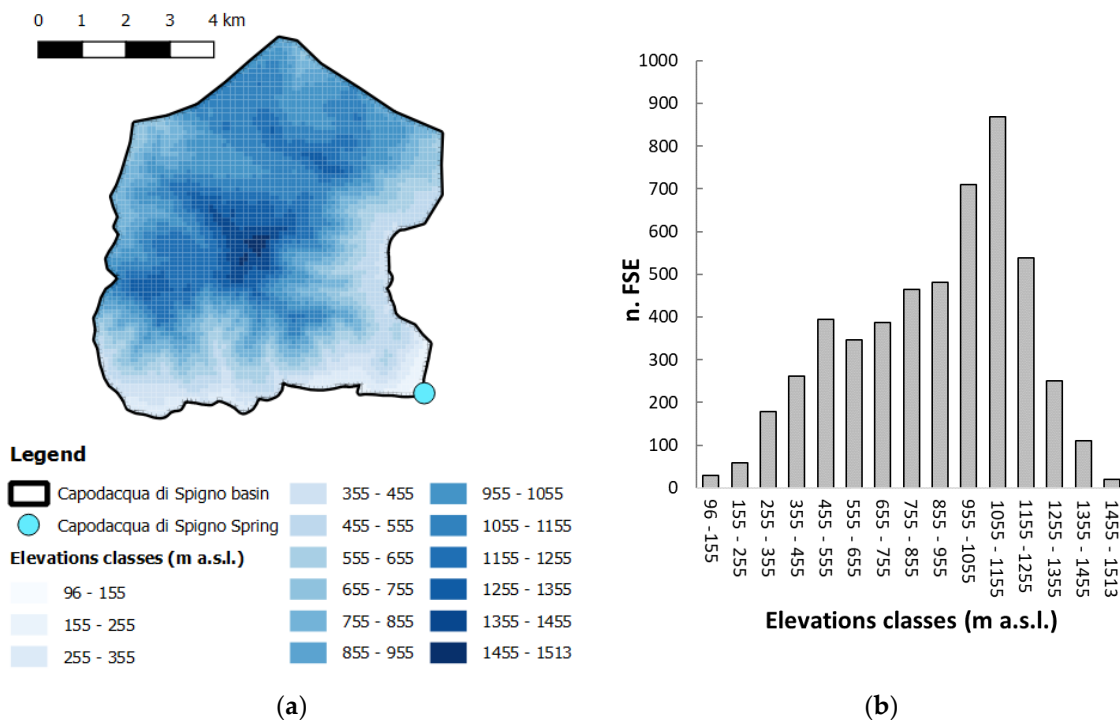 0 1 2 3 4 km
Legend
Capodacqua di Spigno basin
Capodacqua di Spigno Spring
Elevations classes (m a.s.l.)
96 - 155
155 - 255
255 - 355
355 - 455
455 - 555
555 - 655
655 - 755
755 - 855
855 - 955
955 - 1055
1055 - 1155
1155 - 1255
1255 - 1355
1355 - 1455
1455 - 1513
(a)
n. FSE
1000
900
800
700
600
500
400
300
200
100
0
96 -155
155 - 255
255 - 355
355 - 455
455 - 555
555 - 655
655 - 755
755 - 855
855 - 955
955 -1055
1055 - 1155
1155 -1255
1255 - 1355
1355 - 1455
1455 - 1513
Elevations classes (m a.s.l.)
(b)